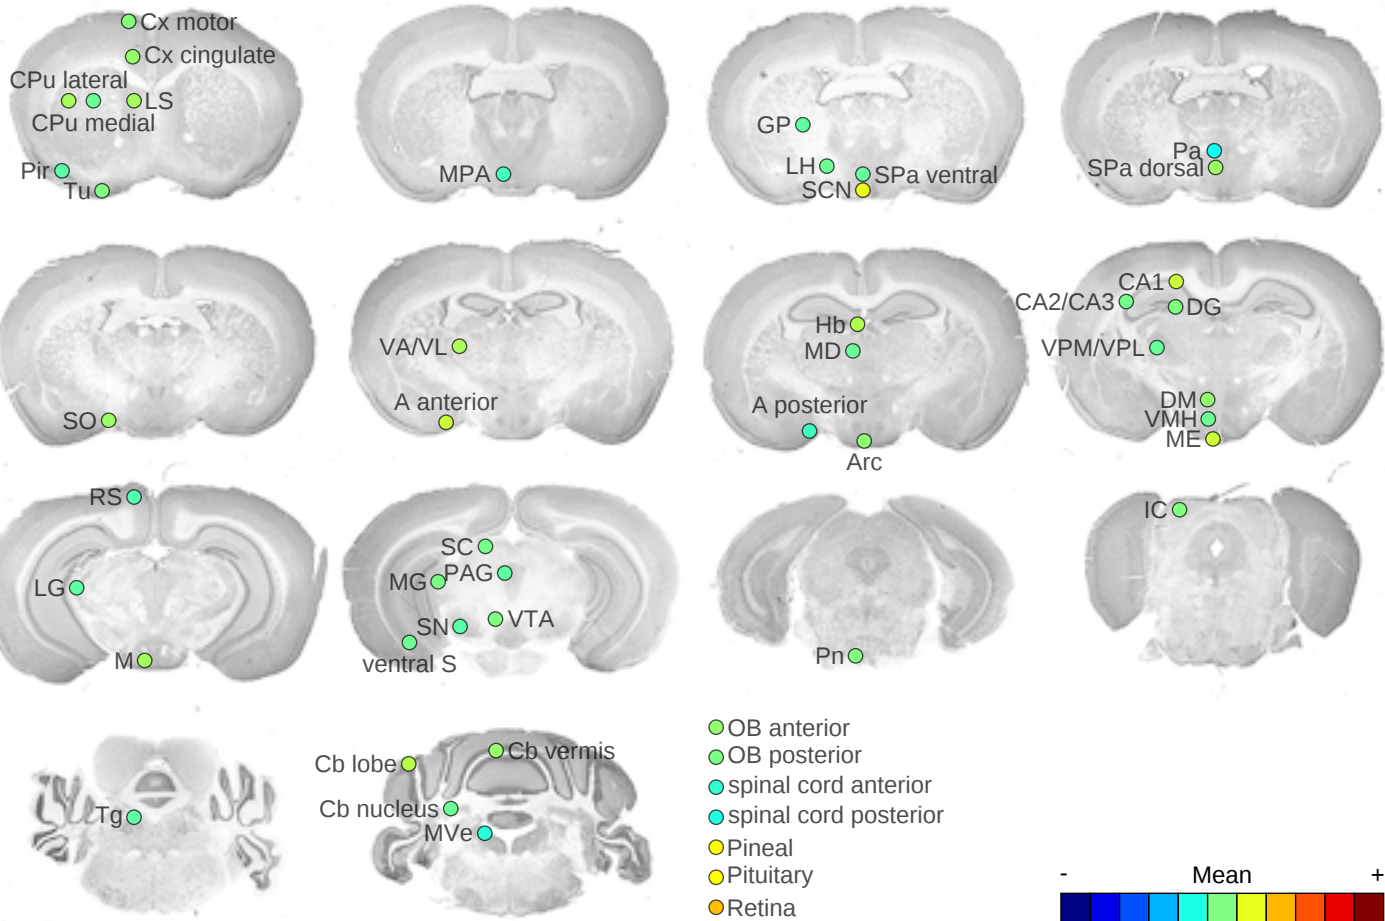 Cx motor
Cx cingulate
CPu lateral
LS
CPu medial
Pir
Tu
MPA
GP
LH
SPa ventral
SCN
Pa
SPa dorsal
SO
VA/VL
A anterior
Hb
MD
A posterior
Arc
CA1
CA2/CA3
DG
VPM/VPL
DM
VMH
ME
RS
LG
M
SC
MG
PAG
SN
VTA
ventral S
Pn
IC
Tg
Cb lobe
Cb vermis
Cb nucleus
MVe
OB anterior
OB posterior
spinal cord anterior
spinal cord posterior
Pineal
Pituitary
Retina
- Mean +